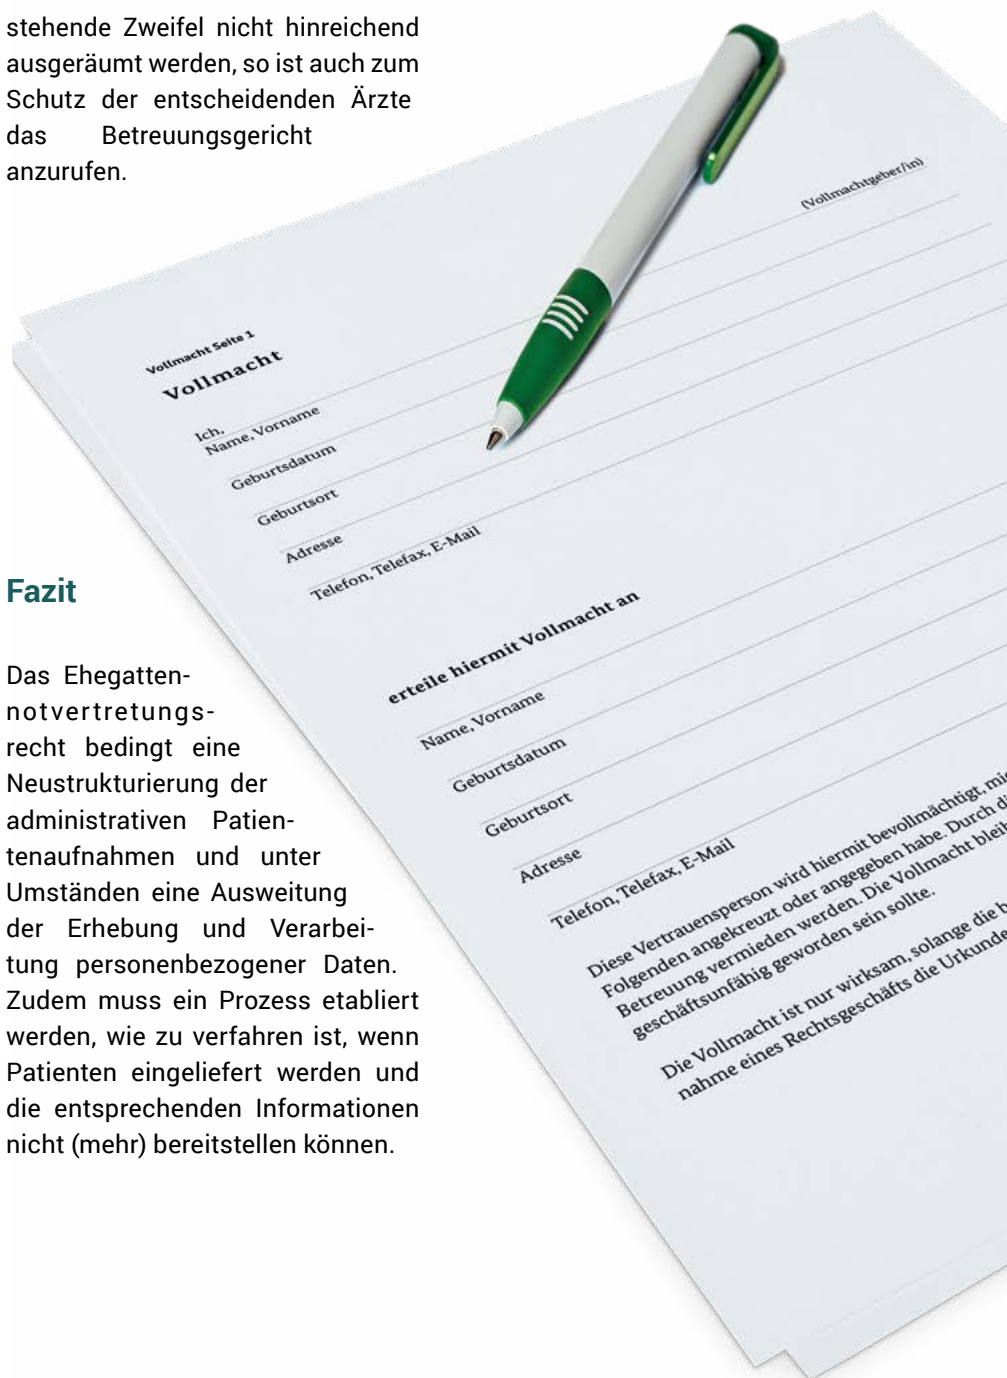 stehende Zweifel nicht hinreichend
ausgeräumt werden, so ist auch zum
Schutz der entscheidenden Ärzte
das Betreuungsgericht
anzurufen.
Fazit
Das Ehegatten-
notvertretungs-
recht bedingt eine
Neustrukturierung der
administrativen Patien-
tenaufnahmen und unter
Umständen eine Ausweitung
der Erhebung und Verarbei-
tung personenbezogener Daten.
Zudem muss ein Prozess etabliert
werden, wie zu verfahren ist, wenn
Patienten eingeliefert werden und
die entsprechenden Informationen
nicht (mehr) bereitstellen können.
(Vollmachtgeber/in)
Vollmacht Seite 1
Vollmacht
Ich,
Name, Vorname
Geburtsdatum
Geburtsort
Adresse
Telefon, Telefax, E-Mail
erteile hiermit Vollmacht an
Name, Vorname
Geburtsdatum
Geburtsort
Adresse
Telefon, Telefax, E-Mail
Diese Vertrauensperson wird hiermit bevollmächtigt,
Folgenden angekreuzt oder angegeben habe. Durch
Betreuung vermieden werden. Die Vollmacht
geschäftsunfähig geworden sein sollte.
Die Vollmacht ist nur wirksam, solange die
nahme eines Rechtsgeschäfts die